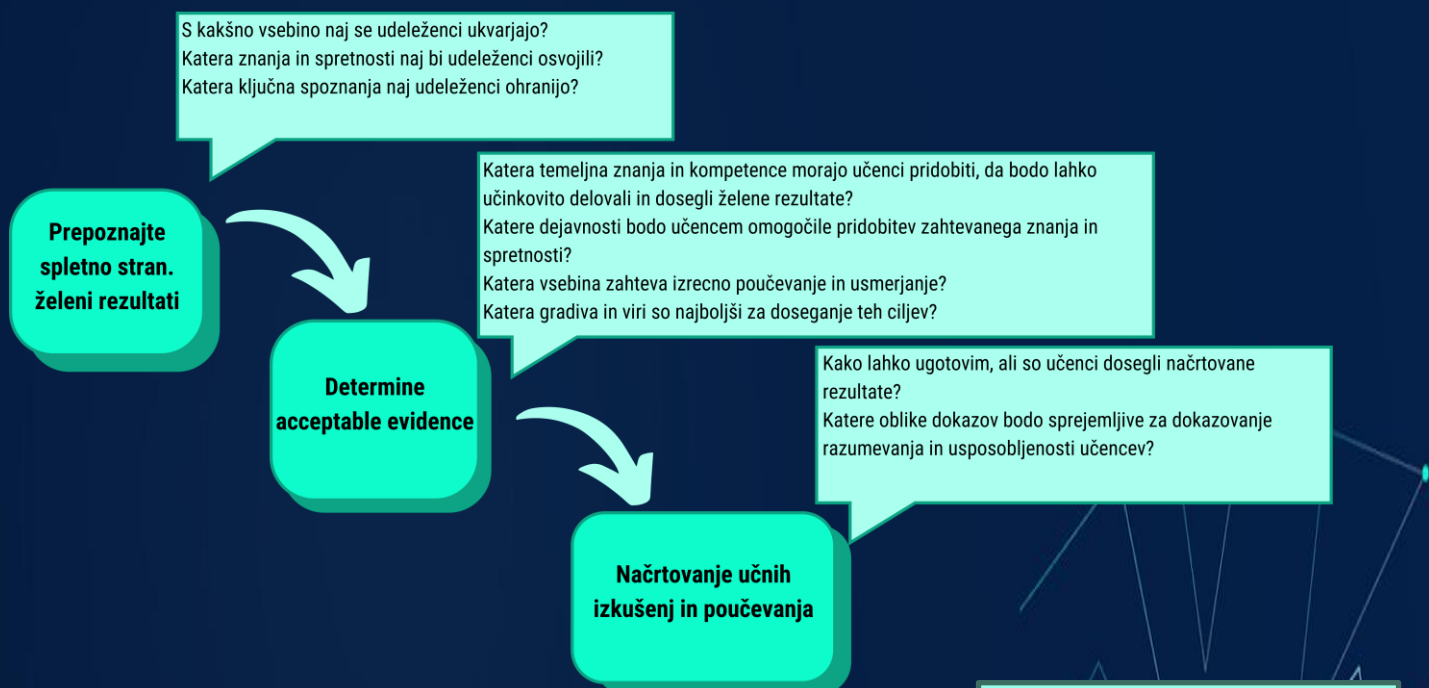 S kakšno vsebino naj se udeleženci ukvarjajo?
Katera znanja in spretnosti naj bi udeleženci osvojili?
Katera ključna spoznanja naj udeleženci ohranijo?
Prepoznajte
spletno stran.
želeni rezultati
Katera temeljna znanja in kompetence morajo učenci pridobiti, da bodo lahko
učinkovito delovali in dosegli želene rezultate?
Katere dejavnosti bodo učencem omogočile pridobitev zahtevanega znanja in
spretnosti?
Katera vsebina zahteva izrecno poučevanje in usmerjanje?
Katera gradiva in viri so najboljši za doseganje teh ciljev?
Determine
acceptable evidence
Kako lahko ugotovim, ali so učenci dosegli načrtovane
rezultate?
Katere oblike dokazov bodo sprejemljive za dokazovanje
razumevanja in usposobljenosti učencev?
Načrtovanje učnih
izkušenj in poučevanja